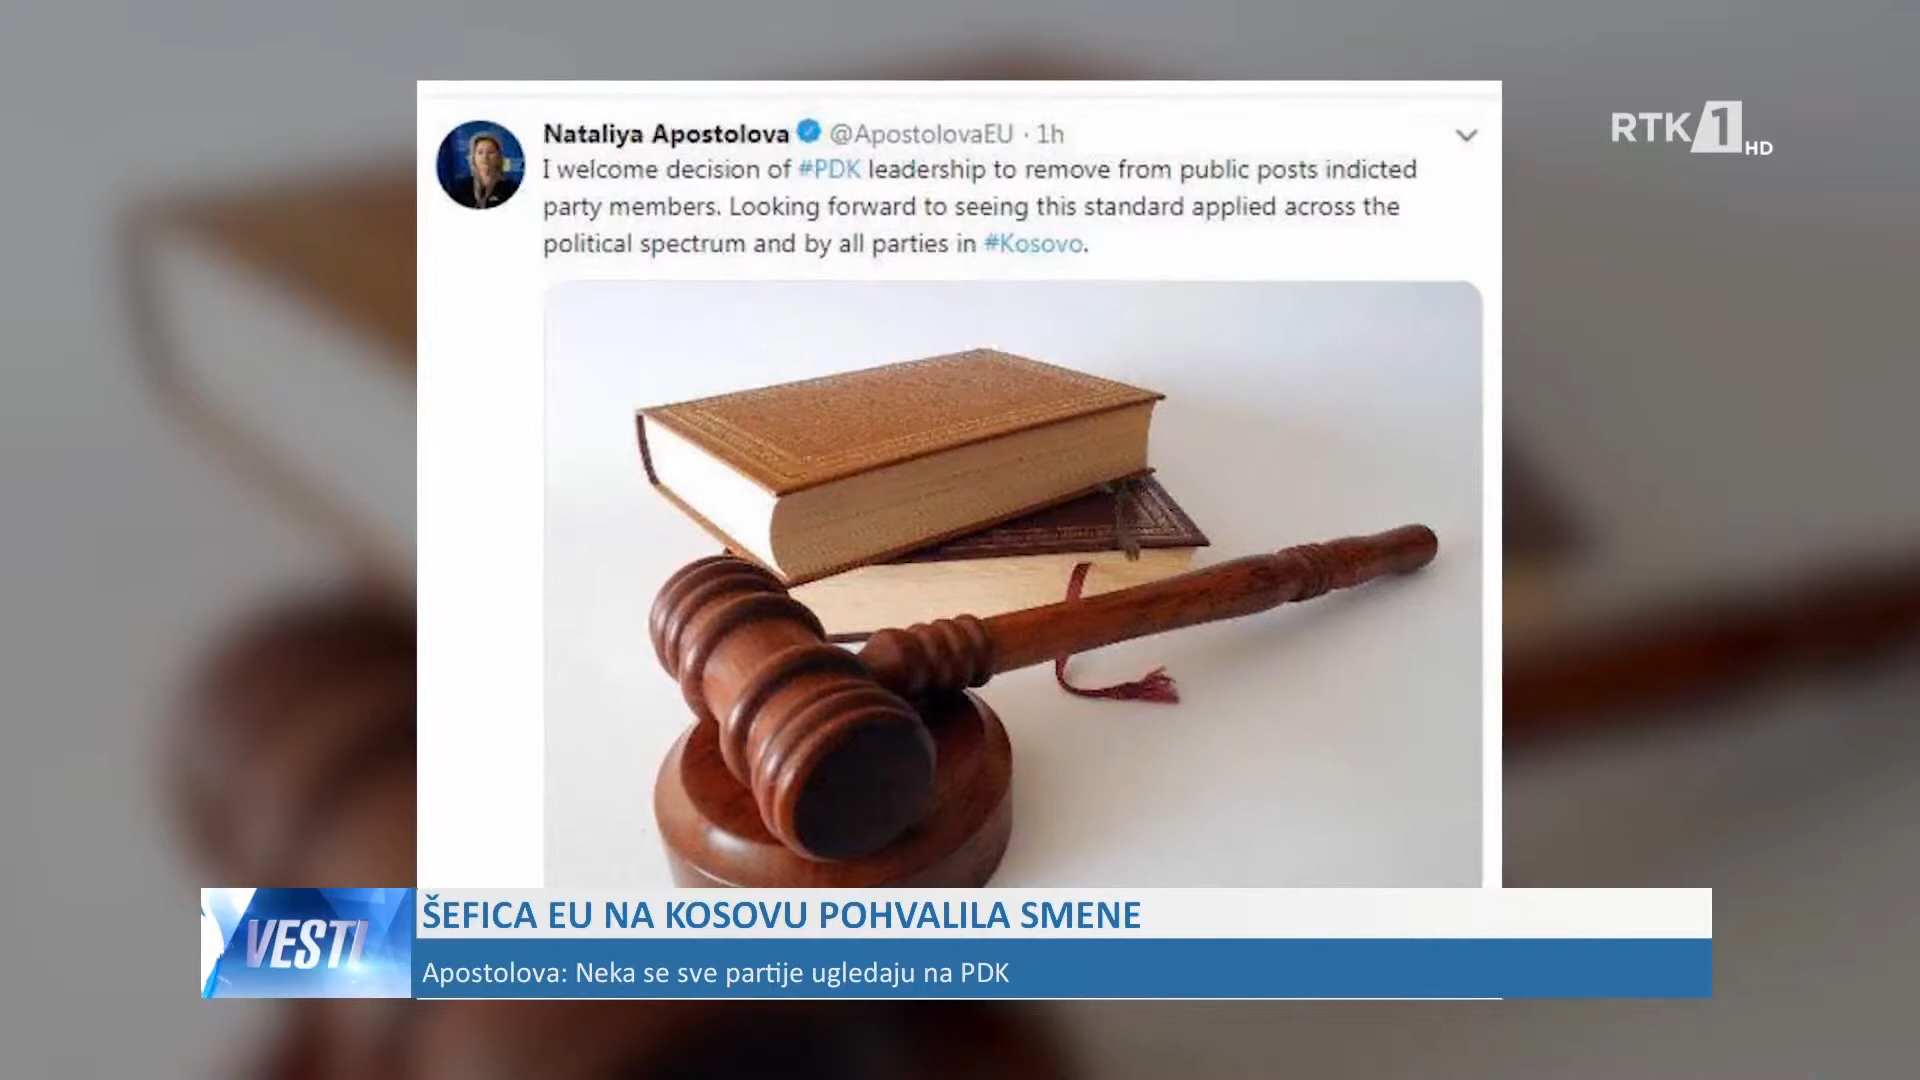 Nataliya Apostolova @ApostolovaEU · 1h
I welcome decision of #PDK leadership to remove from public posts indicted
party members. Looking forward to seeing this standard applied across the
political spectrum and by all parties in #Kosovo.
RTK 1 HD
VESTI
ŠEFICA EU NA KOSOVU POHVALILA SMENE
Apostolova: Neka se sve partije ugledaju na PDK